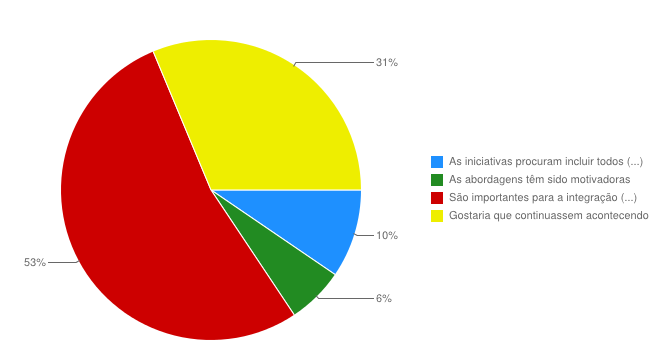 31%
As iniciativas procuram incluir todos (...)
As abordagens têm sido motivadoras
São importantes para a integração (...)
Gostaria que continuassem acontecendo
10%
53%
6%